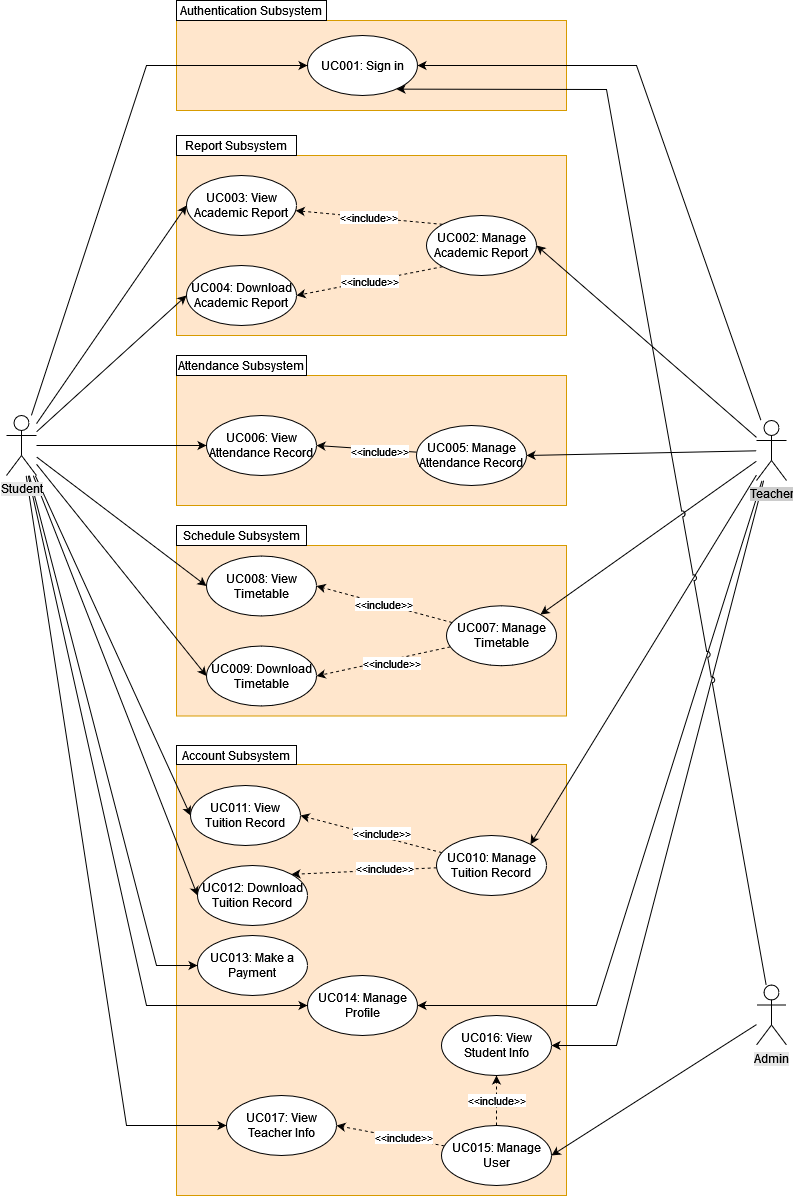 Authentication Subsystem
UC001: Sign in
Report Subsystem
UC003: View
Academic Report
<<include>>
UC002: Manage
Academic Report
<<include>>
UC004: Download
Academic Report
Attendance Subsystem
UC006: View
Attendance Record
<<include>>
UC005: Manage
Attendance Record
Student
Teacher
Schedule Subsystem
UC008: View
Timetable
<<include>>
UC007: Manage
Timetable
<<include>>
UC009: Download
Timetable
Account Subsystem
UC011: View
Tuition Record
<<include>>
UC010: Manage
Tuition Record
<<include>>
UC012: Download
Tuition Record
UC013: Make a
Payment
UC014: Manage
Profile
UC016: View
Student Info
Admin
<<include>>
UC017: View
Teacher Info
<<include>>
UC015: Manage
User